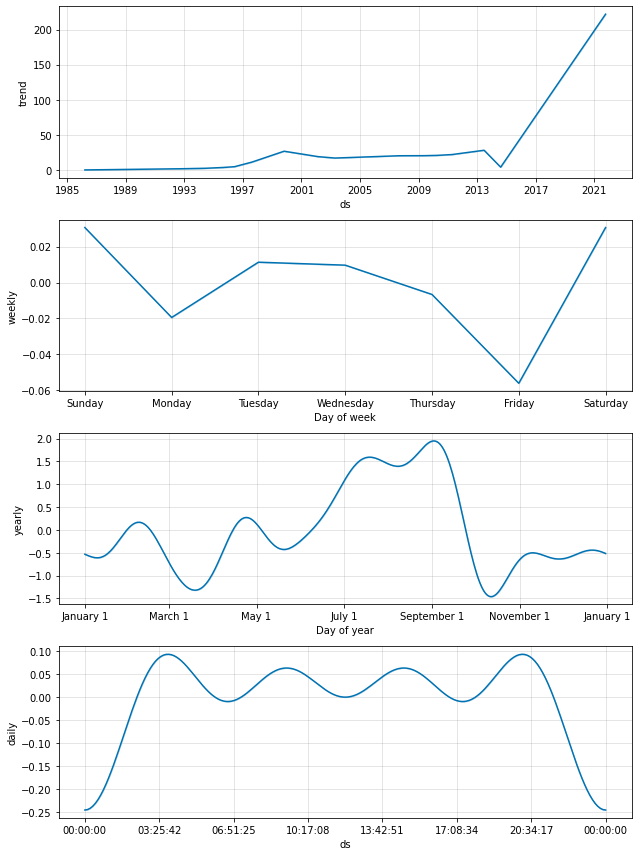 200
150
100
50
0
trend
1985 1989 1993 1997 2001 2005 2009 2013 2017 2021
ds
0.02
0.00
−0.02
−0.04
−0.06
weekly
Sunday Monday Tuesday Wednesday Thursday Friday Saturday
Day of week
2.0
1.5
1.0
0.5
0.0
−0.5
−1.0
−1.5
yearly
January 1 March 1 May 1 July 1 September 1 November 1 January 1
Day of year
0.10
0.05
0.00
−0.05
−0.10
−0.15
−0.20
−0.25
daily
00:00:00 03:25:42 06:51:25 10:17:08 13:42:51 17:08:34 20:34:17 00:00:00
ds